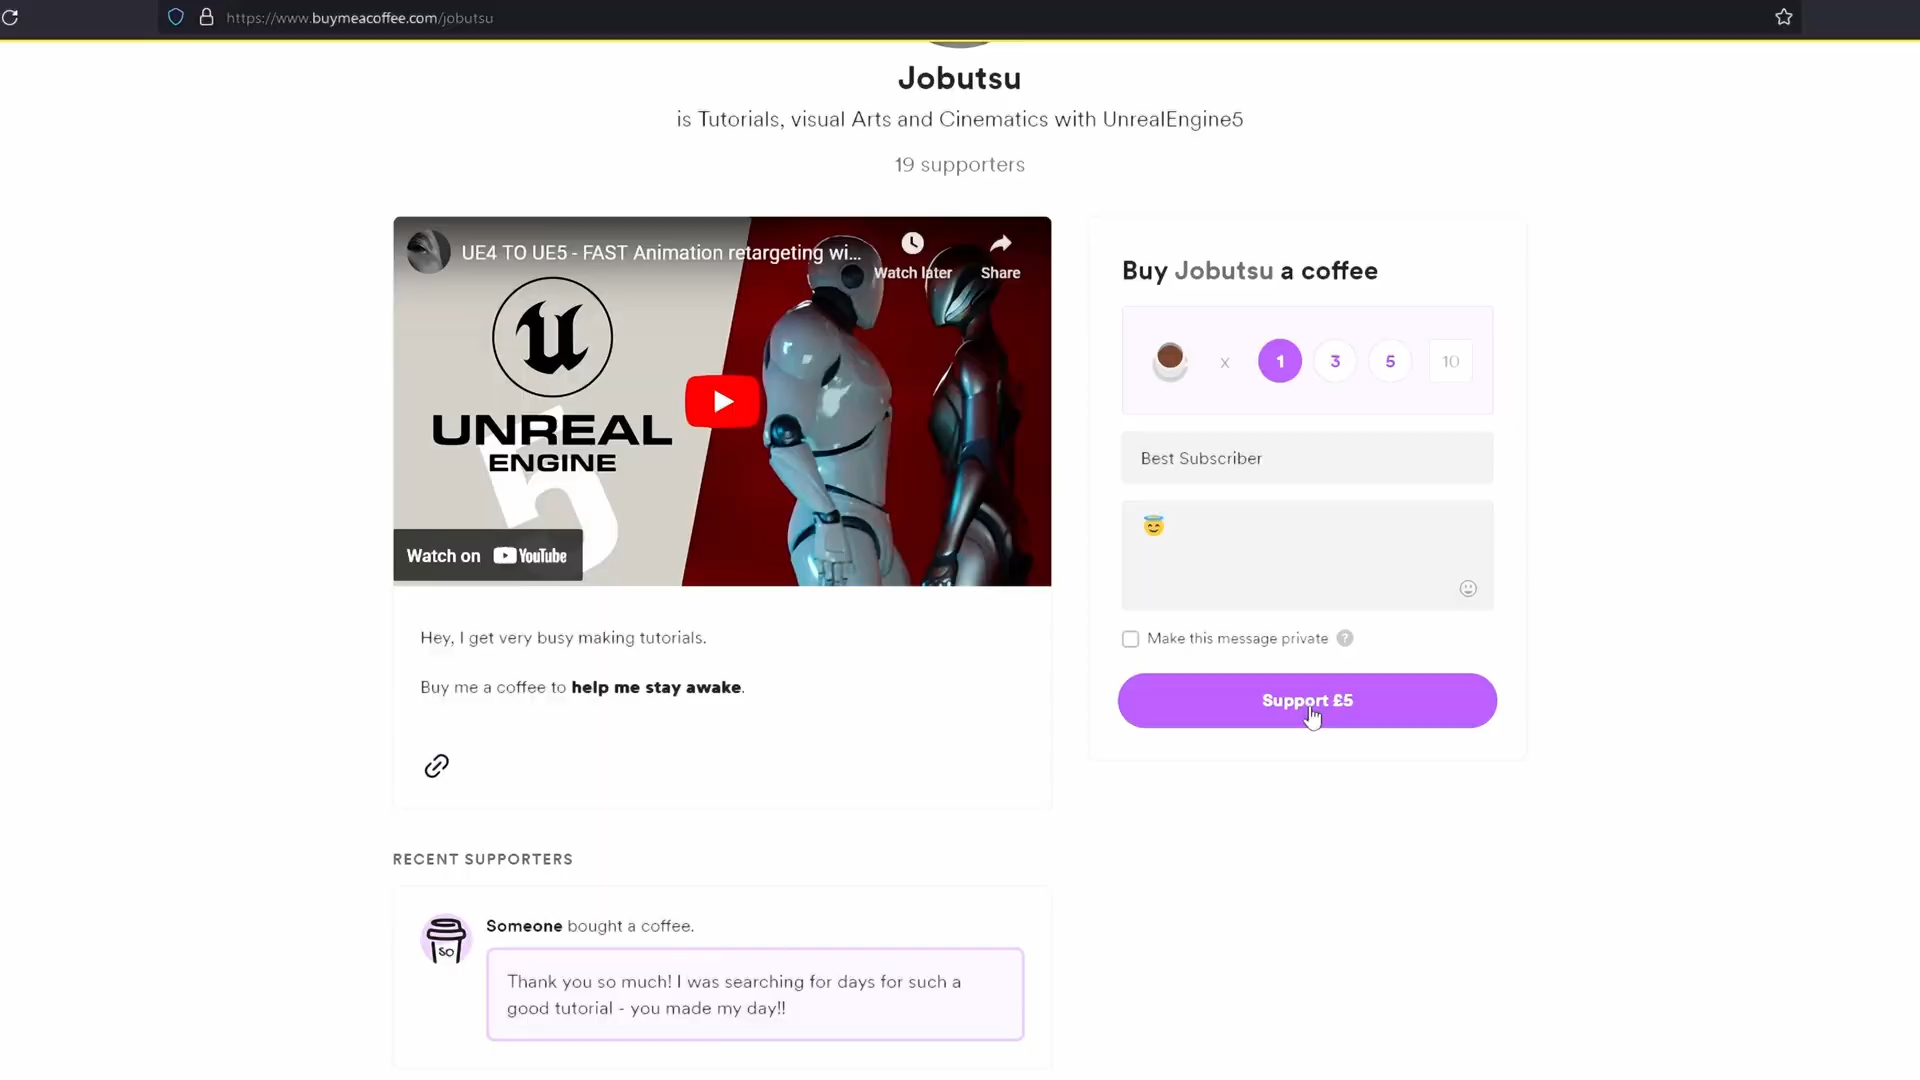 https://www.buymeacoffee.com/jobutsu
Jobutsu
is Tutorials, visual Arts and Cinematics with UnrealEngine5
19 supporters
UE4 TO UE5 - FAST Animation retargeting wi...
Watch later
Share
UNREAL
ENGINE
5
Watch on YouTube
Hey, I get very busy making tutorials.
Buy me a coffee to help me stay awake.
Buy Jobutsu a coffee
x 1 3 5 10
Best Subscriber
😇
Make this message private ?
Support £5
RECENT SUPPORTERS
SO
Someone bought a coffee.
Thank you so much! I was searching for days for such a
good tutorial - you made my day!!